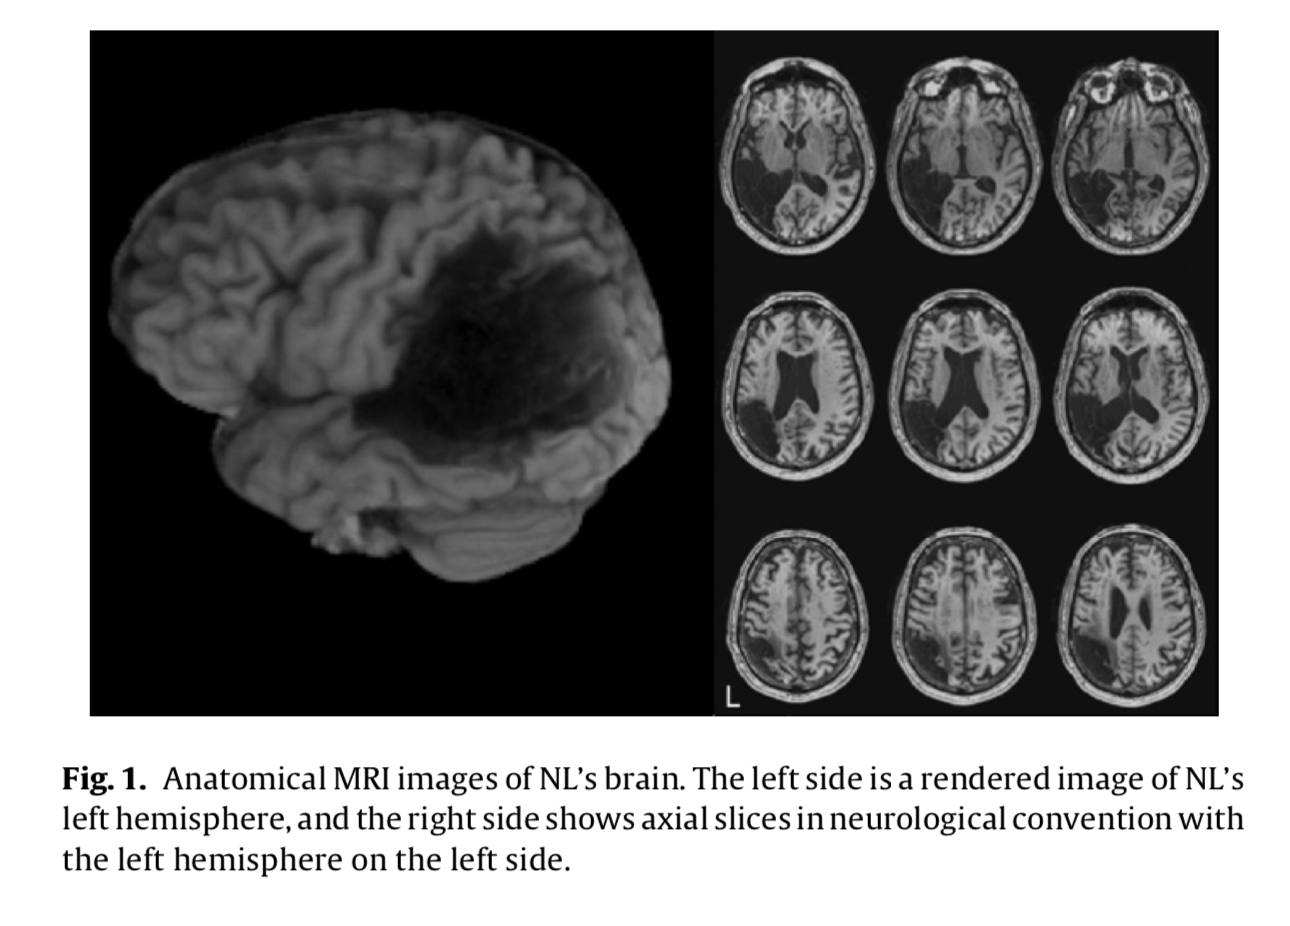 L
Fig. 1. Anatomical MRI images of NL’s brain. The left side is a rendered image of NL’s
left hemisphere, and the right side shows axial slices in neurological convention with
the left hemisphere on the left side.